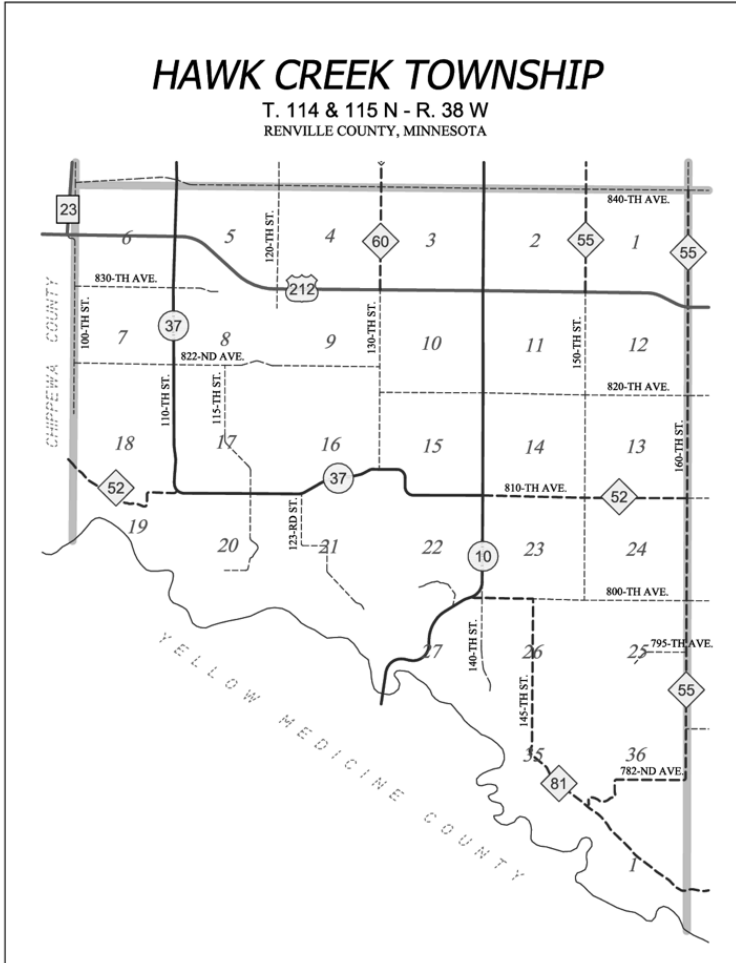 HAWK CREEK TOWNSHIP
T. 114 & 115 N - R. 38 W
RENVILLE COUNTY, MINNESOTA
840-TH AVE.
23
6
5
120-TH ST.
4
60
3
2
55
1
55
830-TH AVE.
212
CHIPPEWA COUNTY
100-TH ST.
7
37
8
9
130-TH ST.
10
11
150-TH ST.
12
822-ND AVE.
110-TH ST.
115-TH ST.
820-TH AVE.
18
17
16
15
14
13
160-TH ST.
52
37
810-TH AVE.
52
19
20
123-RD ST.
21
22
10
23
24
800-TH AVE.
27
140-TH ST.
26
25
795-TH AVE.
145-TH ST.
55
YELLOW MEDICINE COUNTY
35
36
782-ND AVE.
81
1